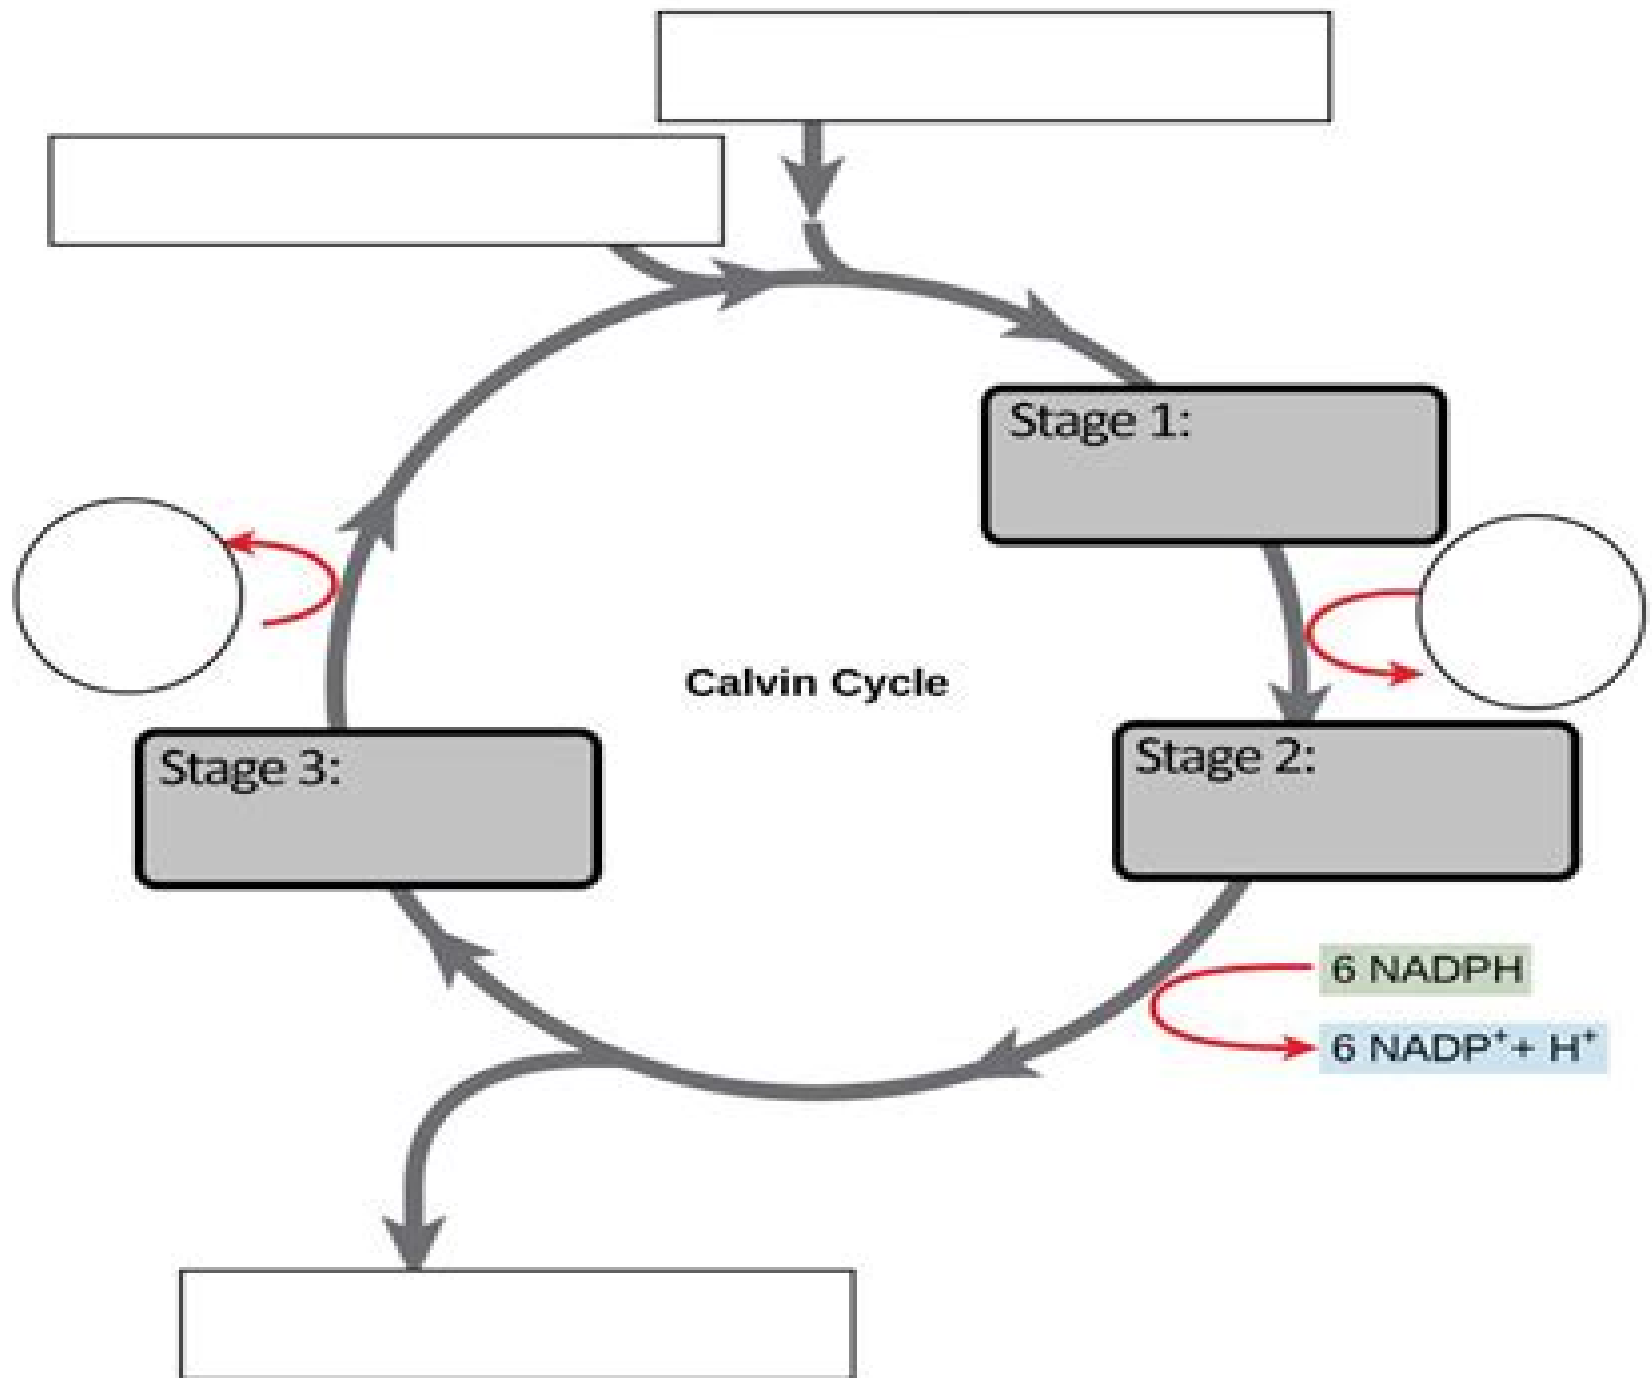 Stage 1:
Calvin Cycle
Stage 3:
Stage 2:
6 NADPH
6 NADP⁺+ H⁺